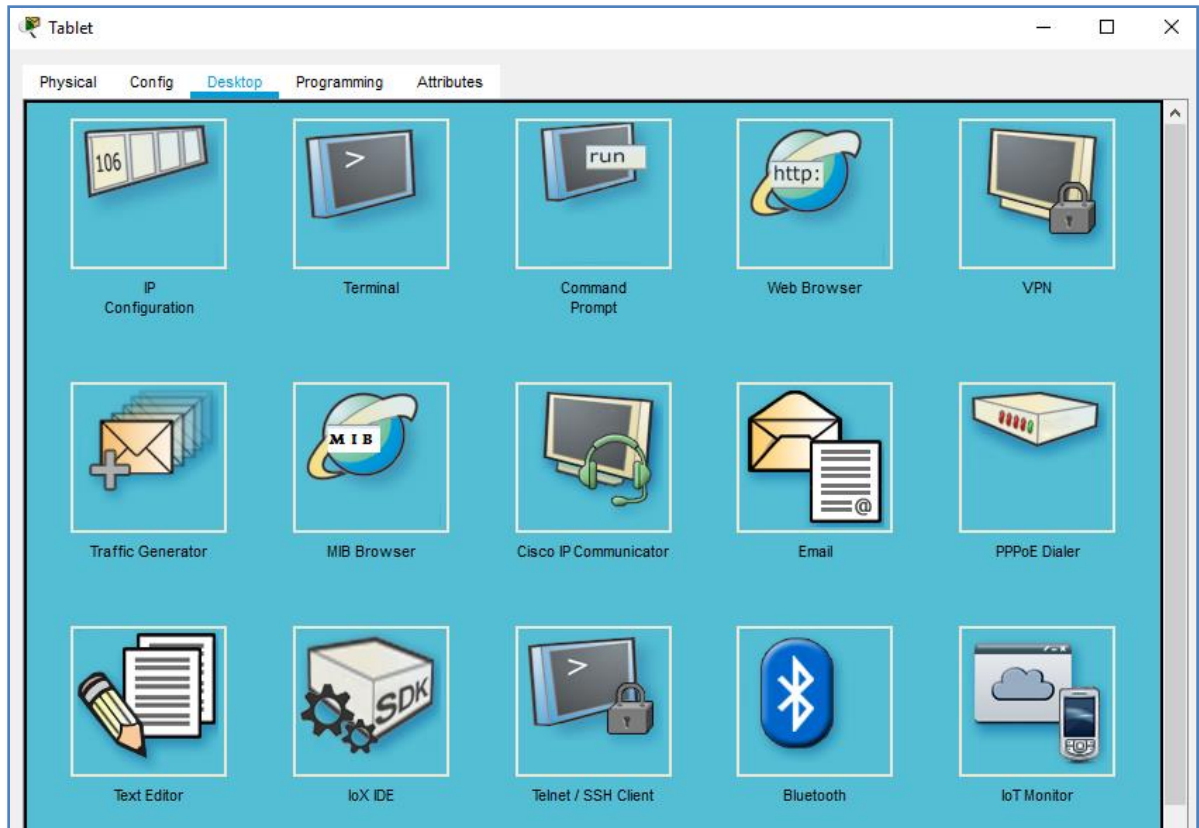 Tablet
Physical Config Desktop Programming Attributes
106
>
run
http:
IP
Configuration
Terminal
Command
Prompt
Web Browser
VPN
MIB
@
Traffic Generator
MIB Browser
Cisco IP Communicator
Email
PPPoE Dialer
SDK
>
Text Editor
IoX IDE
Telnet / SSH Client
Bluetooth
IoT Monitor